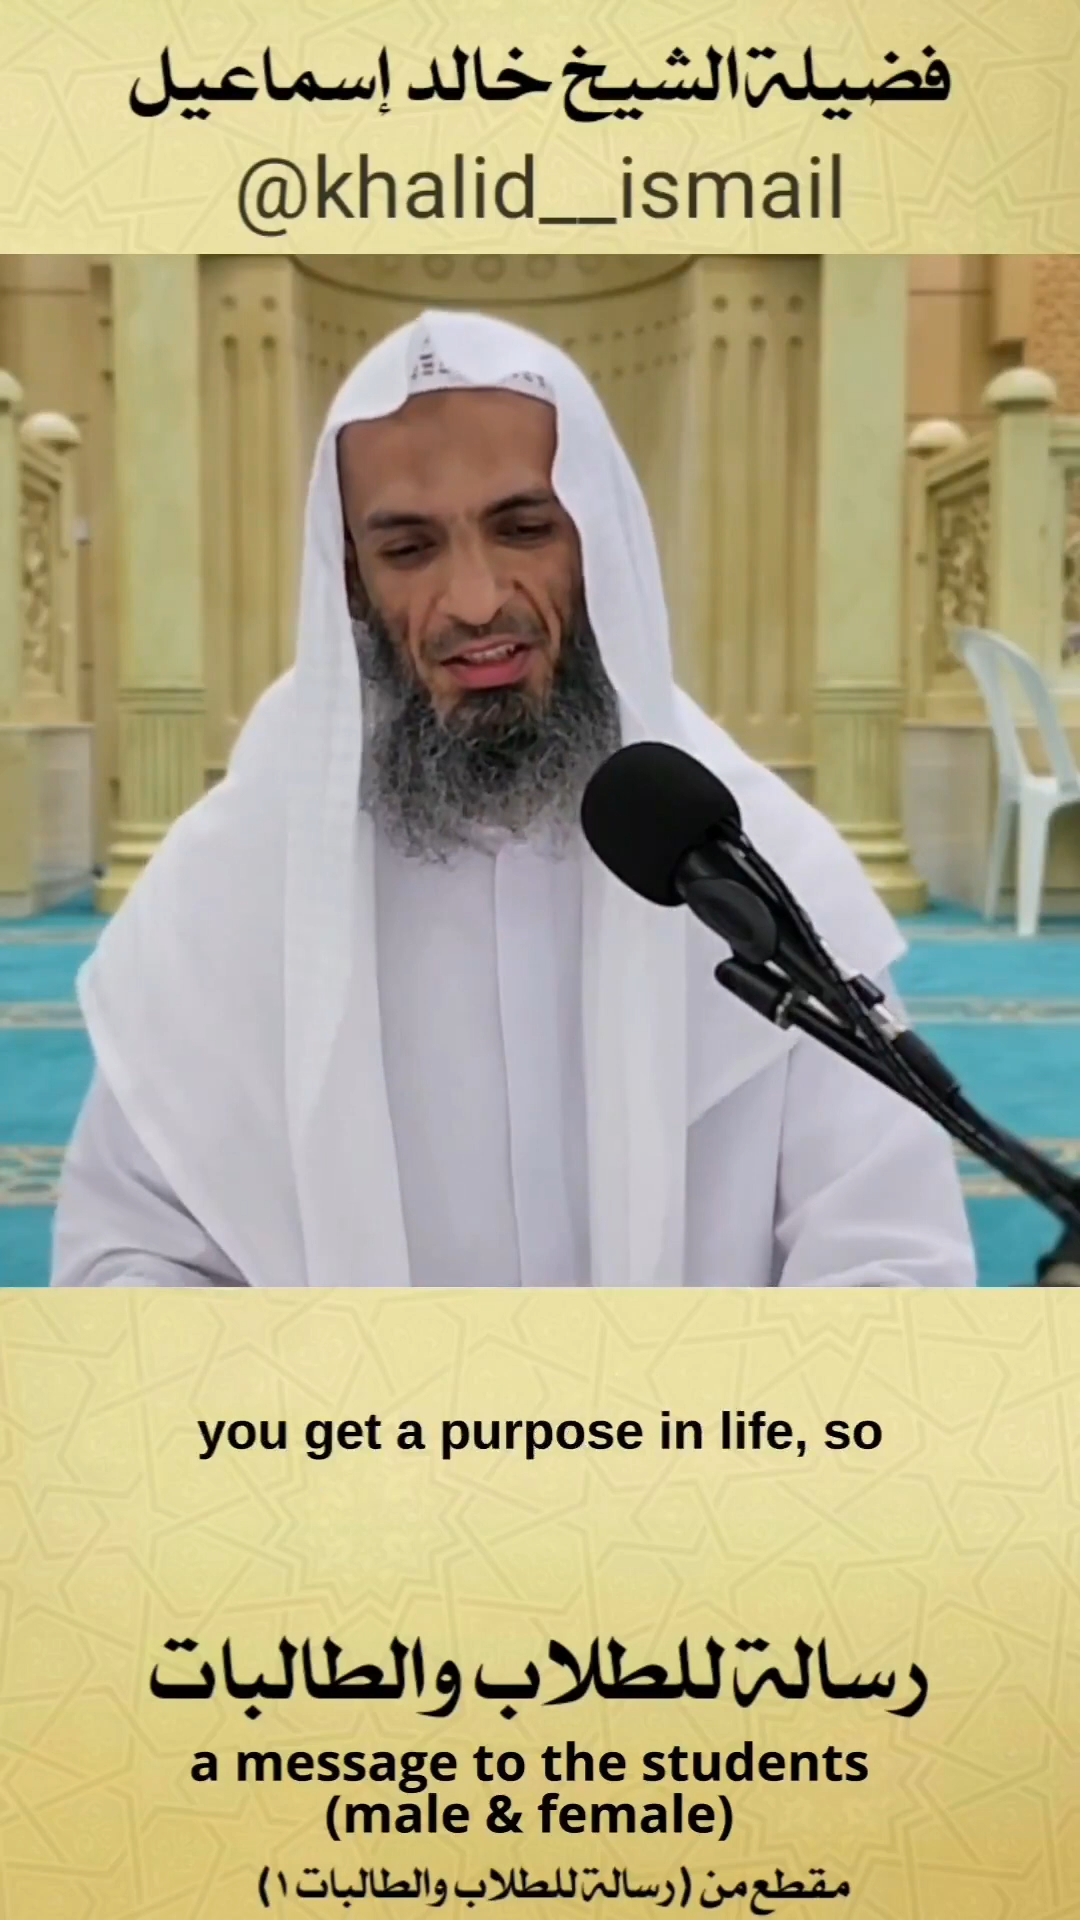 فضيلة الشيخ خالد إسماعيل
@khalid__ismail
you get a purpose in life, so
رسالة للطلاب والطالبات
a message to the students
(male & female)
مقطع من (رسالة للطلاب والطالبات ١)